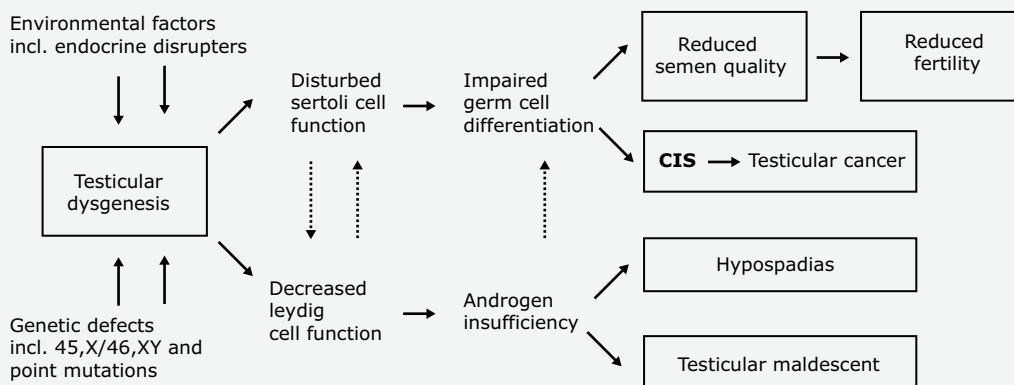 Environmental factors
incl. endocrine disrupters
Disturbed
sertoli cell
function
Impaired
germ cell
differentiation
Reduced
semen quality
Reduced
fertility
CIS
Testicular cancer
Testicular
dysgenesis
Hypospadias
Decreased
leydig
cell function
Androgen
insufficiency
Genetic defects
incl. 45,X/46,XY and
point mutations
Testicular maldescent